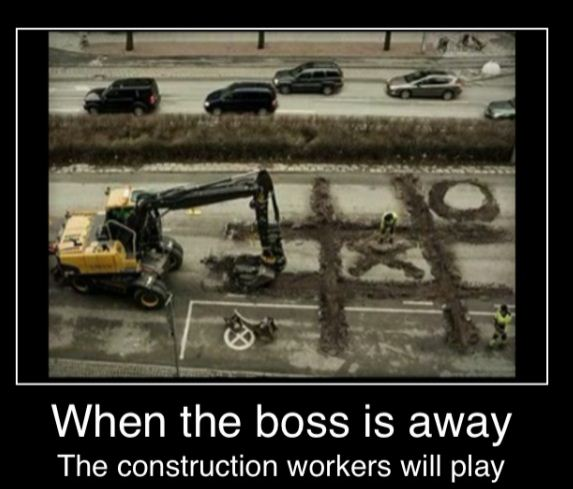 When the boss is away
The construction workers will play